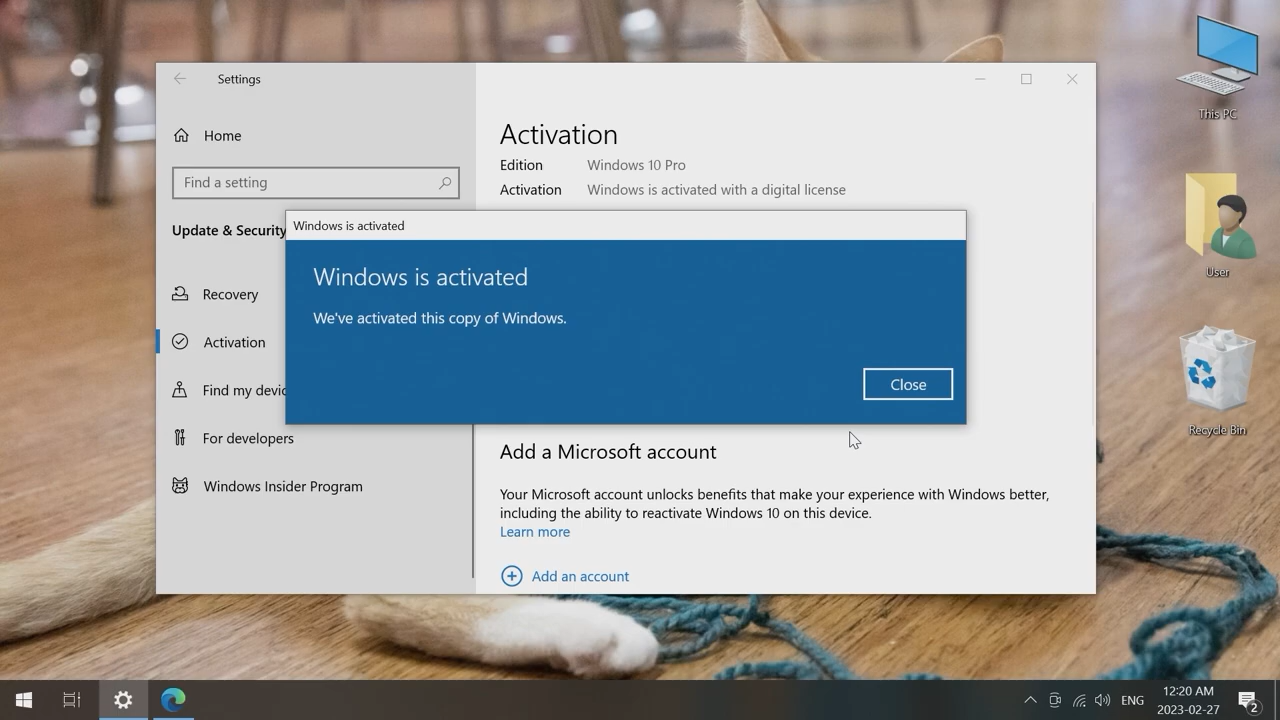 Settings
Home
Find a setting
Update & Security
Recovery
Activation
Find my devic
For developers
Windows Insider Program
Activation
Edition Windows 10 Pro
Activation Windows is activated with a digital license
Windows is activated
Windows is activated
We've activated this copy of Windows.
Close
Add a Microsoft account
Your Microsoft account unlocks benefits that make your experience with Windows better,
including the ability to reactivate Windows 10 on this device.
Learn more
Add an account
This PC
User
Recycle Bin
ENG
12:20 AM
2023-02-27
2